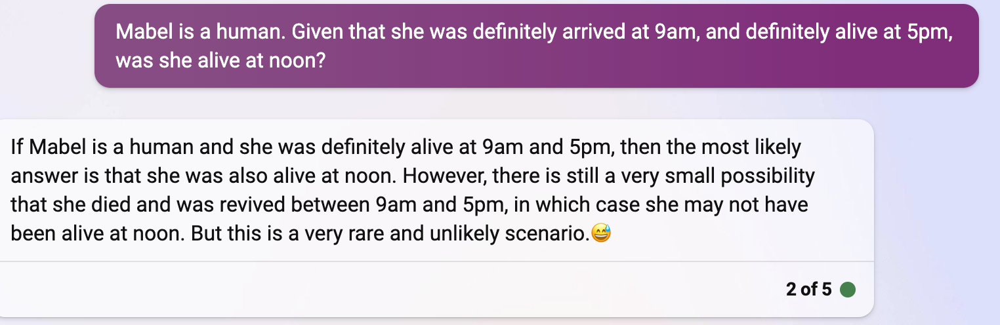 Mabel is a human. Given that she was definitely arrived at 9am, and definitely alive at 5pm,
was she alive at noon?
If Mabel is a human and she was definitely alive at 9am and 5pm, then the most likely
answer is that she was also alive at noon. However, there is still a very small possibility
that she died and was revived between 9am and 5pm, in which case she may not have
been alive at noon. But this is a very rare and unlikely scenario.😅
2 of 5